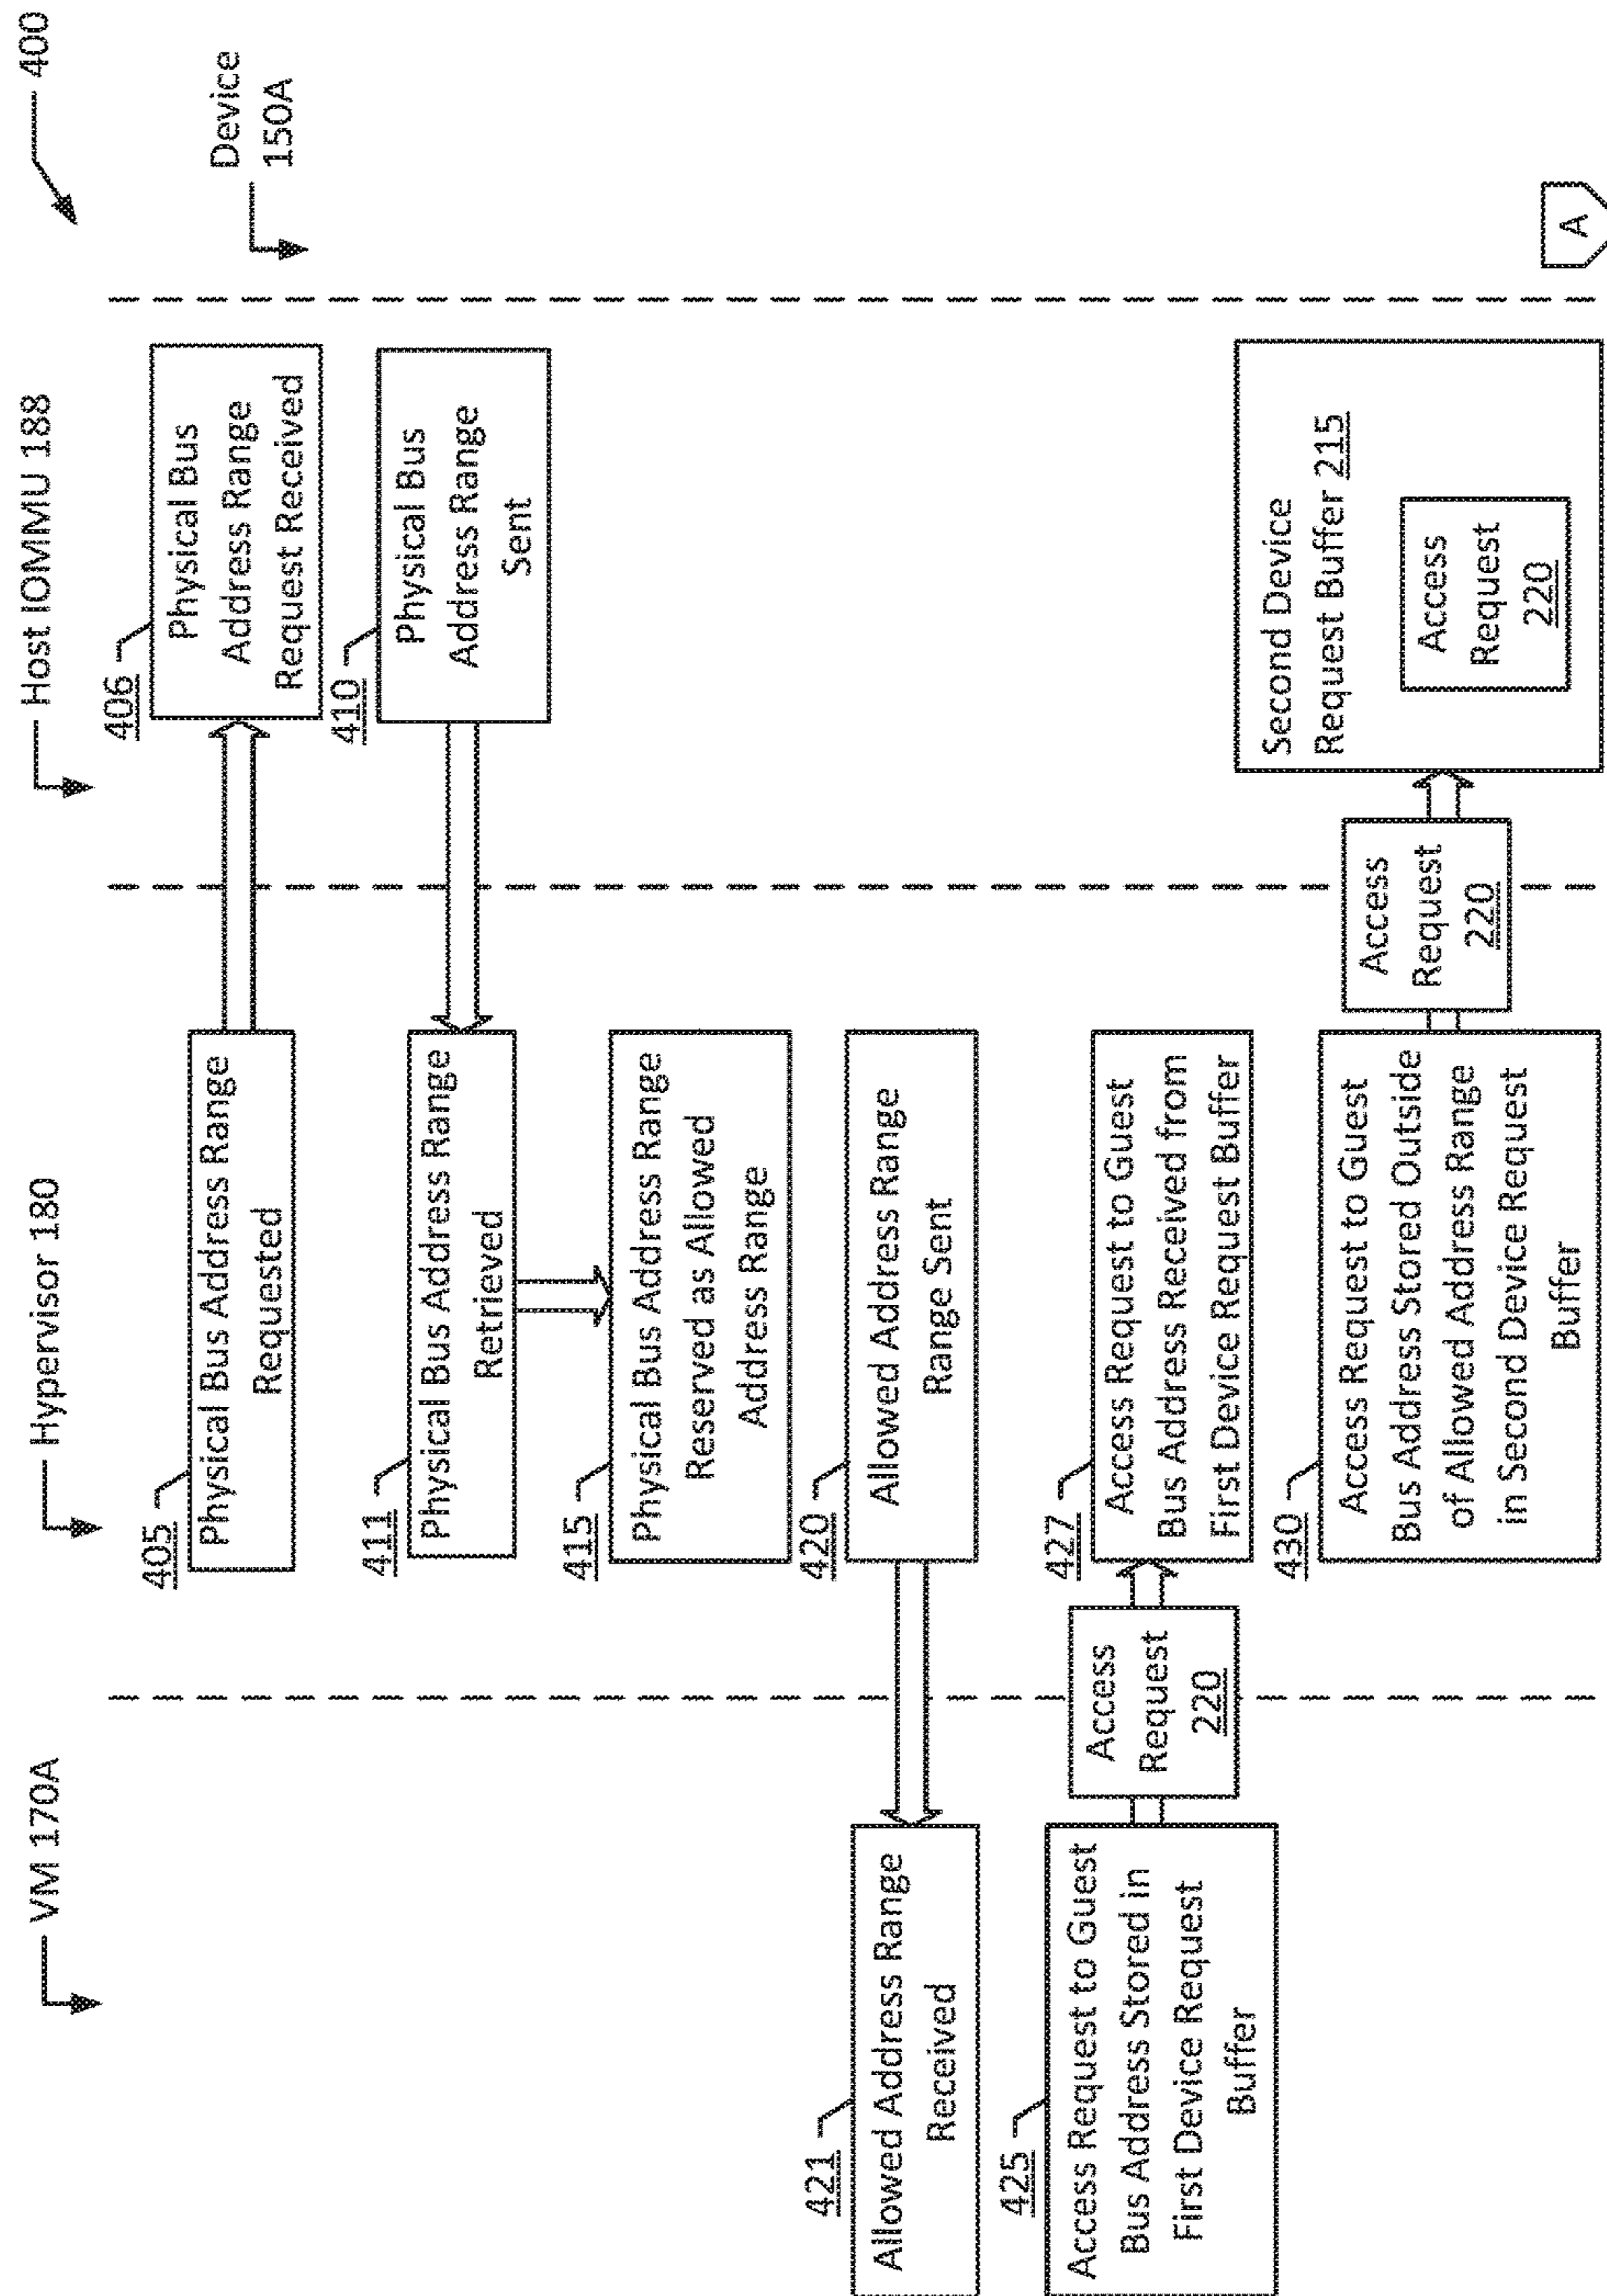 400
VM 170A
Hypervisor 180
Host IOMMU 188
Device
150A
405
Physical Bus Address Range
Requested
406
Physical Bus
Address Range
Request Received
410
Physical Bus
Address Range
Sent
411
Physical Bus Address Range
Retrieved
415
Physical Bus Address Range
Reserved as Allowed
Address Range
420
Allowed Address Range
Range Sent
421
Allowed Address Range
Received
425
Access Request to Guest
Bus Address Stored in
First Device Request
Buffer
Access
Request
220
427
Access Request to Guest
Bus Address Received from
First Device Request Buffer
430
Access Request to Guest
Bus Address Stored Outside
of Allowed Address Range
in Second Device Request
Buffer
Access
Request
220
Second Device
Request Buffer 215
Access
Request
220
A